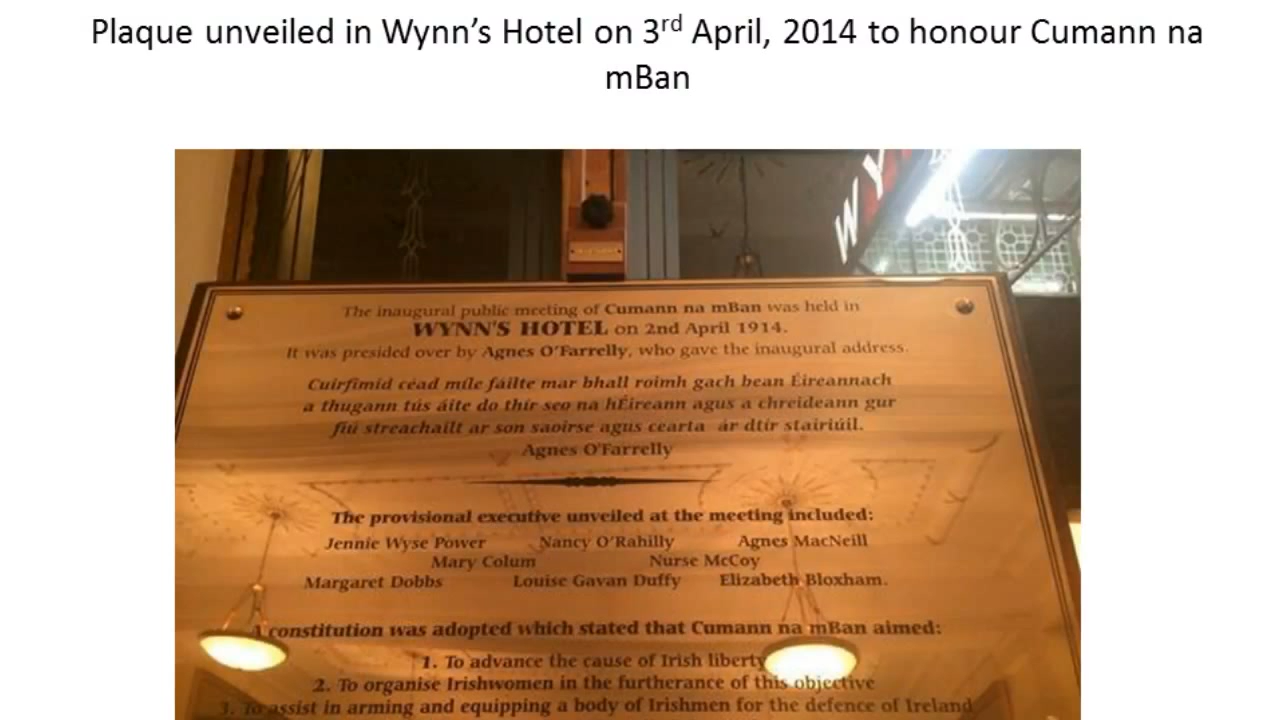 Plaque unveiled in Wynn’s Hotel on 3rd April, 2014 to honour Cumann na
mBan
WY
The inaugural public meeting of Cumann na mBan was held in
WYNN'S HOTEL on 2nd April 1914.
It was presided over by Agnes O'Farrelly, who gave the inaugural address.
Cuirfimid céad míle fáilte mar bhall roimh gach bean Éireannach
a thugann tús áite do thír seo na hÉireann agus a chreideann gur
fiú streachailt ar son saoirse agus cearta ár dtír stairiúil.
Agnes O'Farrelly
The provisional executive unveiled at the meeting included:
Jennie Wyse Power Nancy O'Rahilly Agnes MacNeill
Mary Colum Nurse McCoy
Margaret Dobbs Louise Gavan Duffy Elizabeth Bloxham.
A constitution was adopted which stated that Cumann na mBan aimed:
1. To advance the cause of Irish liberty
2. To organise Irishwomen in the furtherance of this objective
3. To assist in arming and equipping a body of Irishmen for the defence of Ireland